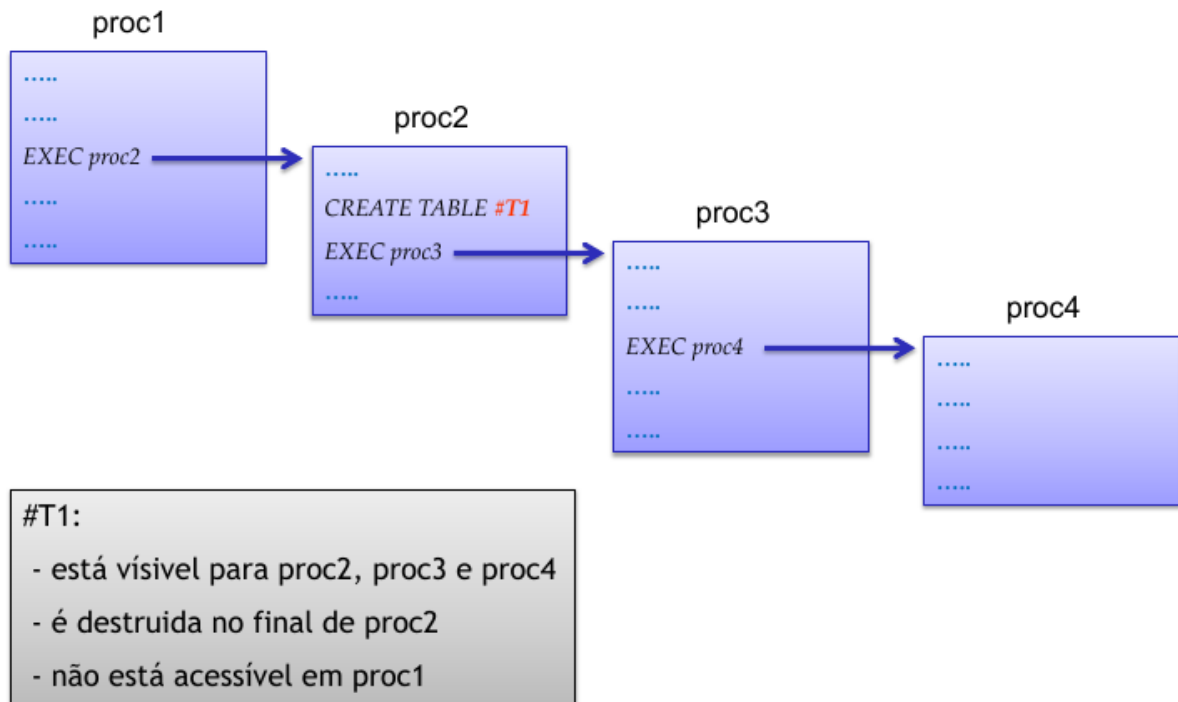 proc1
.....
.....
EXEC proc2
.....
.....
proc2
.....
CREATE TABLE #T1
EXEC proc3
.....
proc3
.....
.....
EXEC proc4
.....
.....
proc4
.....
.....
.....
.....
#T1:
- está vísivel para proc2, proc3 e proc4
- é destruida no final de proc2
- não está acessível em proc1